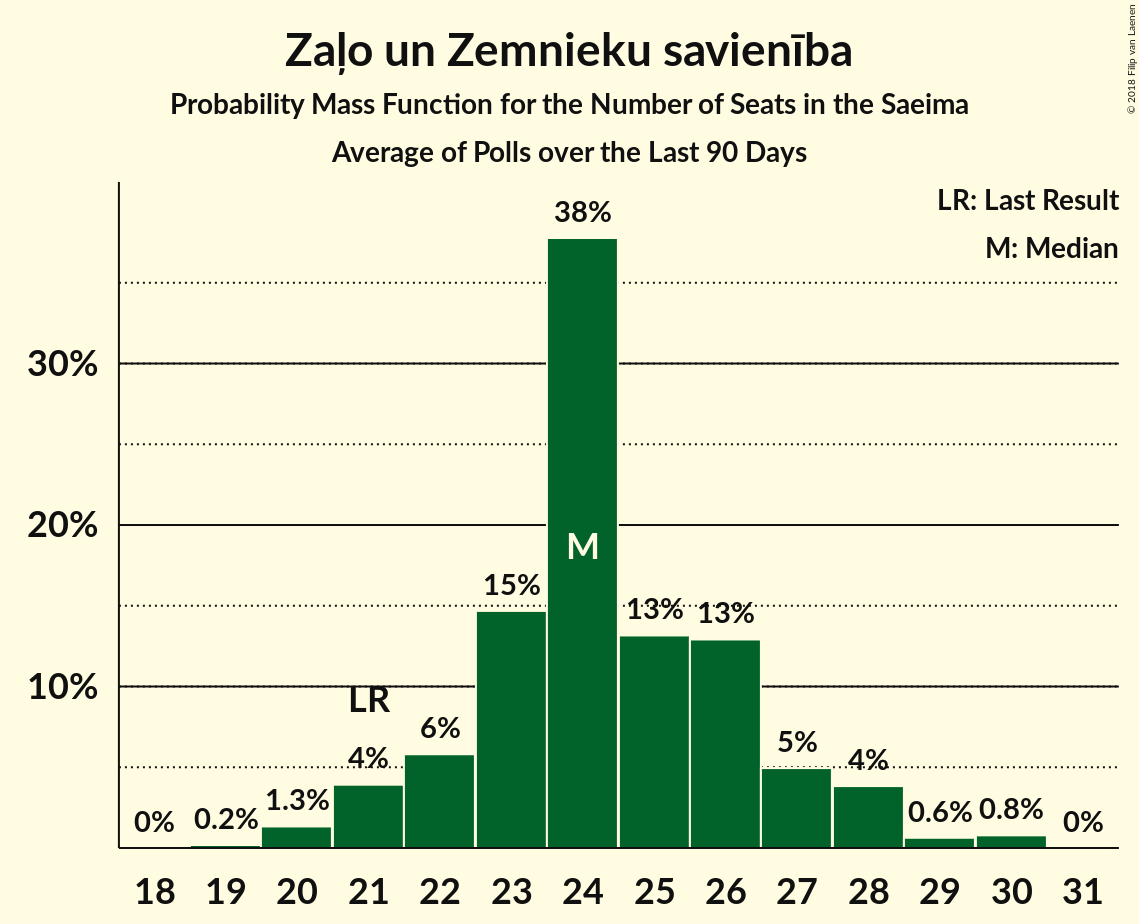 Zaļo un Zemnieku savienība
Probability Mass Function for the Number of Seats in the Saeima
Average of Polls over the Last 90 Days
© 2018 Filip van Laenen
LR: Last Result
M: Median
38%
30%
20%
M
15%
13%
13%
10%
LR
6%
5%
4%
4%
1.3%
0.8%
0.6%
0.2%
0%
0%
18 19 20 21 22 23 24 25 26 27 28 29 30 31